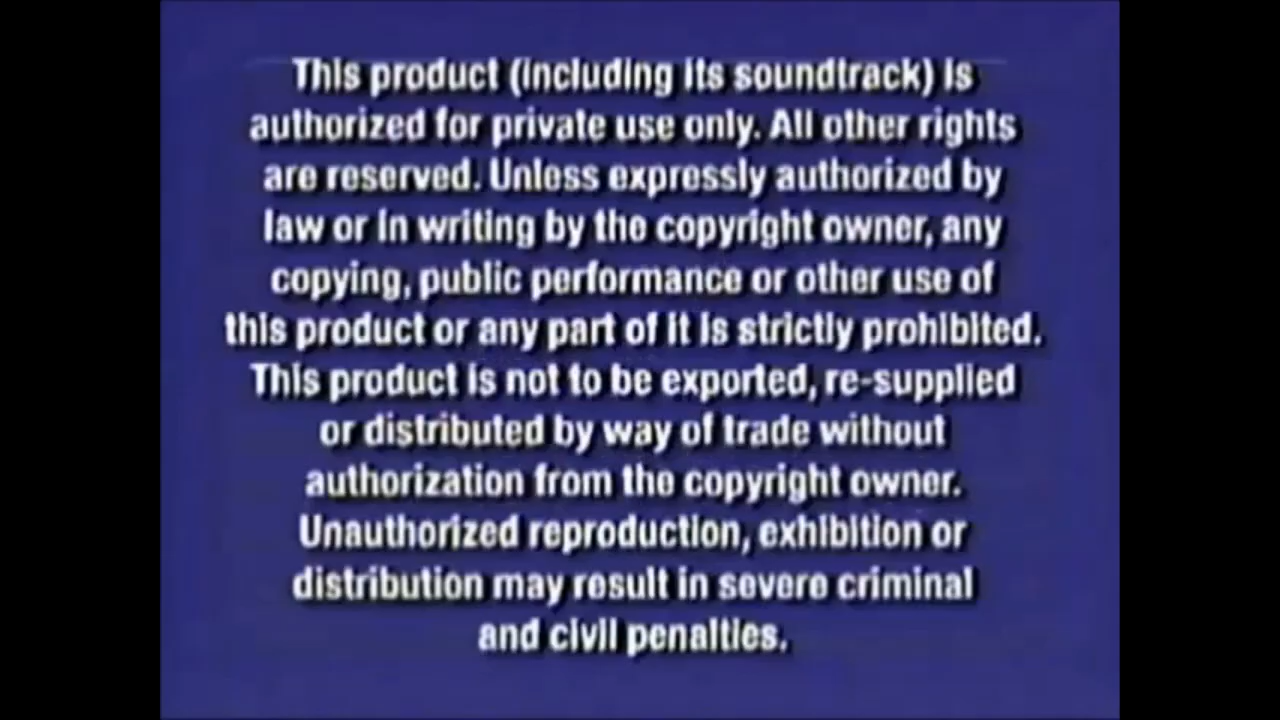 This product (including its soundtrack) is
authorized for private use only. All other rights
are reserved. Unless expressly authorized by
law or in writing by the copyright owner, any
copying, public performance or other use of
this product or any part of it is strictly prohibited.
This product is not to be exported, re-supplied
or distributed by way of trade without
authorization from the copyright owner.
Unauthorized reproduction, exhibition or
distribution may result in severe criminal
and civil penalties.